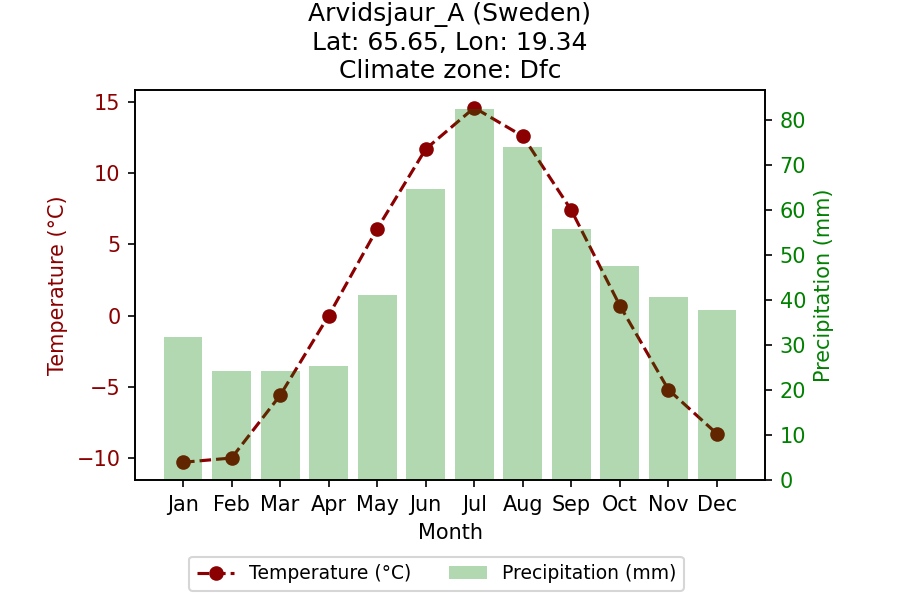 Arvidsjaur_A (Sweden)
Lat: 65.65, Lon: 19.34
Climate zone: Dfc
Temperature (°C)
15
10
5
0
−5
−10
80
70
60
50
40
30
20
10
0
Precipitation (mm)
Jan Feb Mar Apr May Jun Jul Aug Sep Oct Nov Dec
Month
Temperature (°C) Precipitation (mm)